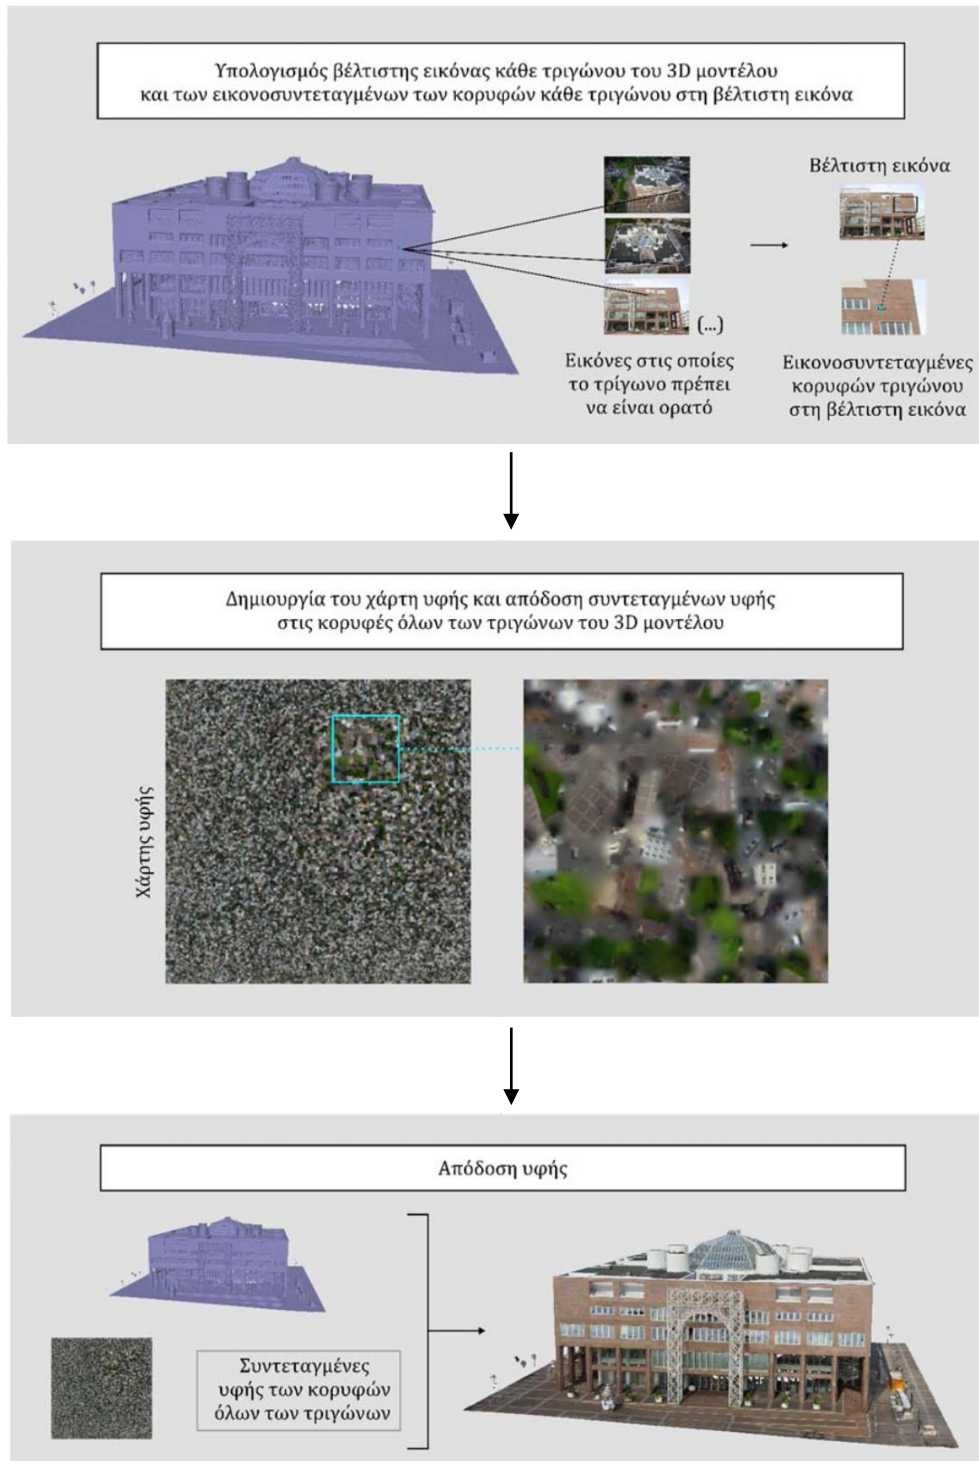 Υπολογισμός βέλτιστης εικόνας κάθε τριγώνου του 3D μοντέλου
και των εικονοσυντεταγμένων των κορυφών κάθε τριγώνου στη βέλτιστη εικόνα
Βέλτιστη εικόνα
(...)
Εικόνες στις οποίες
το τρίγωνο πρέπει
να είναι ορατό
Εικονοσυντεταγμένες
κορυφών τριγώνου
στη βέλτιστη εικόνα
Δημιουργία του χάρτη υφής και απόδοση συντεταγμένων υφής
στις κορυφές όλων των τριγώνων του 3D μοντέλου
Χάρτης υφής
Απόδοση υφής
Συντεταγμένες
υφής των κορυφών
όλων των τριγώνων